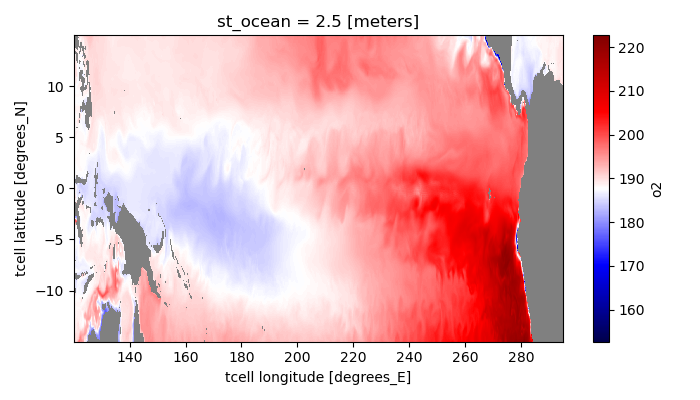 st_ocean = 2.5 [meters]
tcell latitude [degrees_N]
10
5
0
−5
−10
140 160 180 200 220 240 260 280
tcell longitude [degrees_E]
220
210
200
190
180
170
160
o2